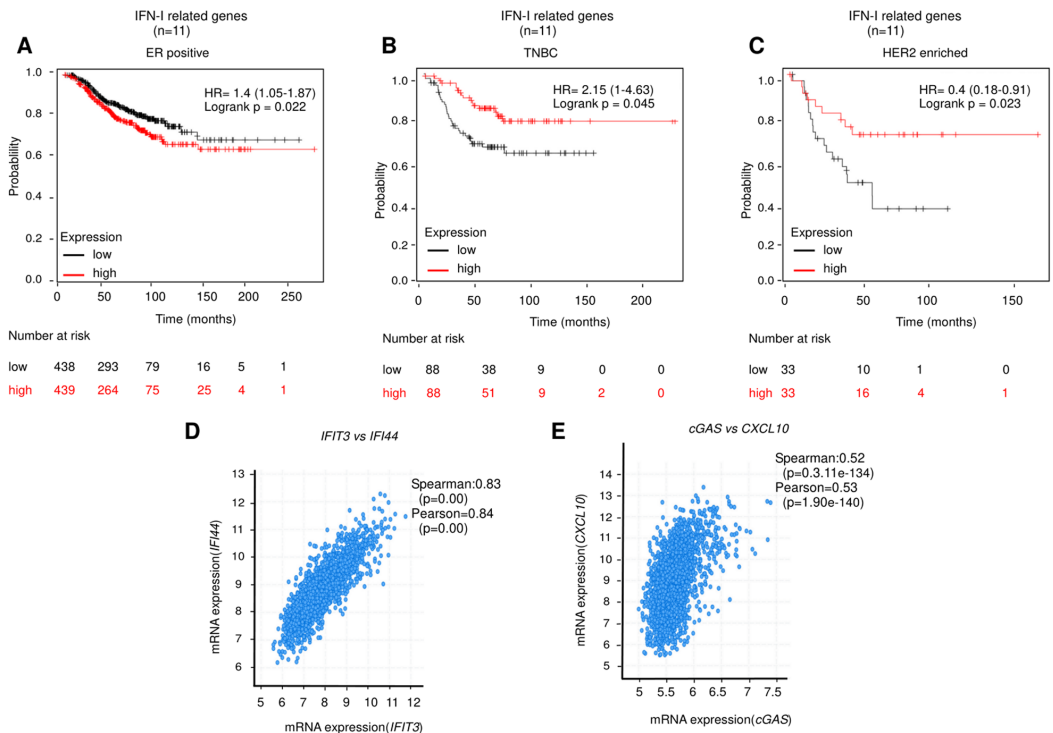 IFN-I related genes
(n=11)
A
ER positive
HR= 1.4 (1.05-1.87)
Logrank p = 0.022
Probability
1.0
0.8
0.6
0.4
0.2
0.0
Expression
low
high
0 50 100 150 200 250
Time (months)
Number at risk
low 438 293 79 16 5 1
high 439 264 75 25 4 1
IFN-I related genes
(n=11)
B
TNBC
HR= 2.15 (1-4.63)
Logrank p = 0.045
Probability
1.0
0.8
0.6
0.4
0.2
0.0
Expression
low
high
0 50 100 150 200
Time (months)
Number at risk
low 88 38 9 0 0
high 88 51 9 2 0
IFN-I related genes
(n=11)
C
HER2 enriched
HR= 0.4 (0.18-0.91)
Logrank p = 0.023
Probability
1.0
0.8
0.6
0.4
0.2
0.0
Expression
low
high
0 50 100 150
Time (months)
Number at risk
low 33 10 1 0
high 33 16 4 1
D
IFIT3 vs IFI44
Spearman:0.83
(p=0.00)
Pearson=0.84
(p=0.00)
mRNA expression(IFI44)
13
12
11
10
9
8
7
6
5 6 7 8 9 10 11 12
mRNA expression(IFIT3)
E
cGAS vs CXCL10
Spearman:0.52
(p=0.3.11e-134)
Pearson=0.53
(p=1.90e-140)
mRNA expression(CXCL10)
14
13
12
11
10
9
8
7
6
5
5 5.5 6 6.5 7 7.5
mRNA expression(cGAS)